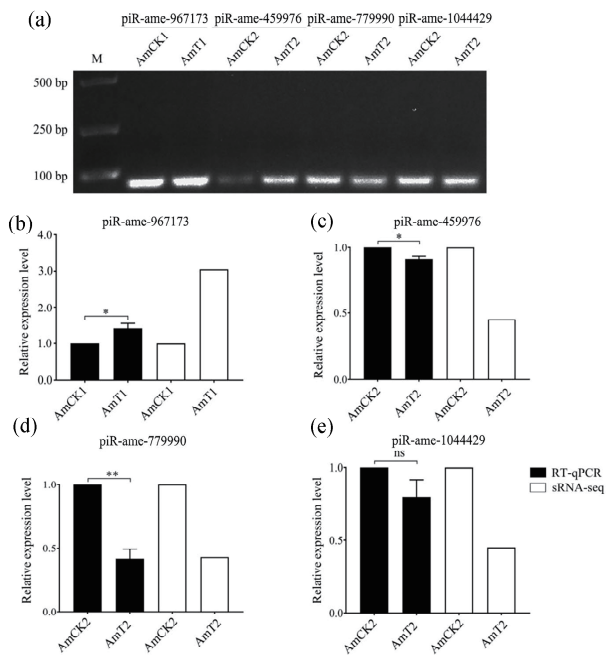 (a)
piR-ame-967173 piR-ame-459976 piR-ame-779990 piR-ame-1044429
M AmCK1 AmT1 AmCK2 AmT2 AmCK2 AmT2 AmCK2 AmT2
500 bp
250 bp
100 bp
(b)
piR-ame-967173
Relative expression level
4.0
3.0
2.0
1.0
0.0
*
AmCK1 AmT1 AmCK1 AmT1
(c)
piR-ame-459976
Relative expression level
1.0
0.5
0.0
*
AmCK2 AmT2 AmCK2 AmT2
(d)
piR-ame-779990
Relative expression level
1.0
0.5
0.0
**
AmCK2 AmT2 AmCK2 AmT2
(e)
piR-ame-1044429
Relative expression level
1.0
0.5
0.0
ns
AmCK2 AmT2 AmCK2 AmT2
RT-qPCR
sRNA-seq